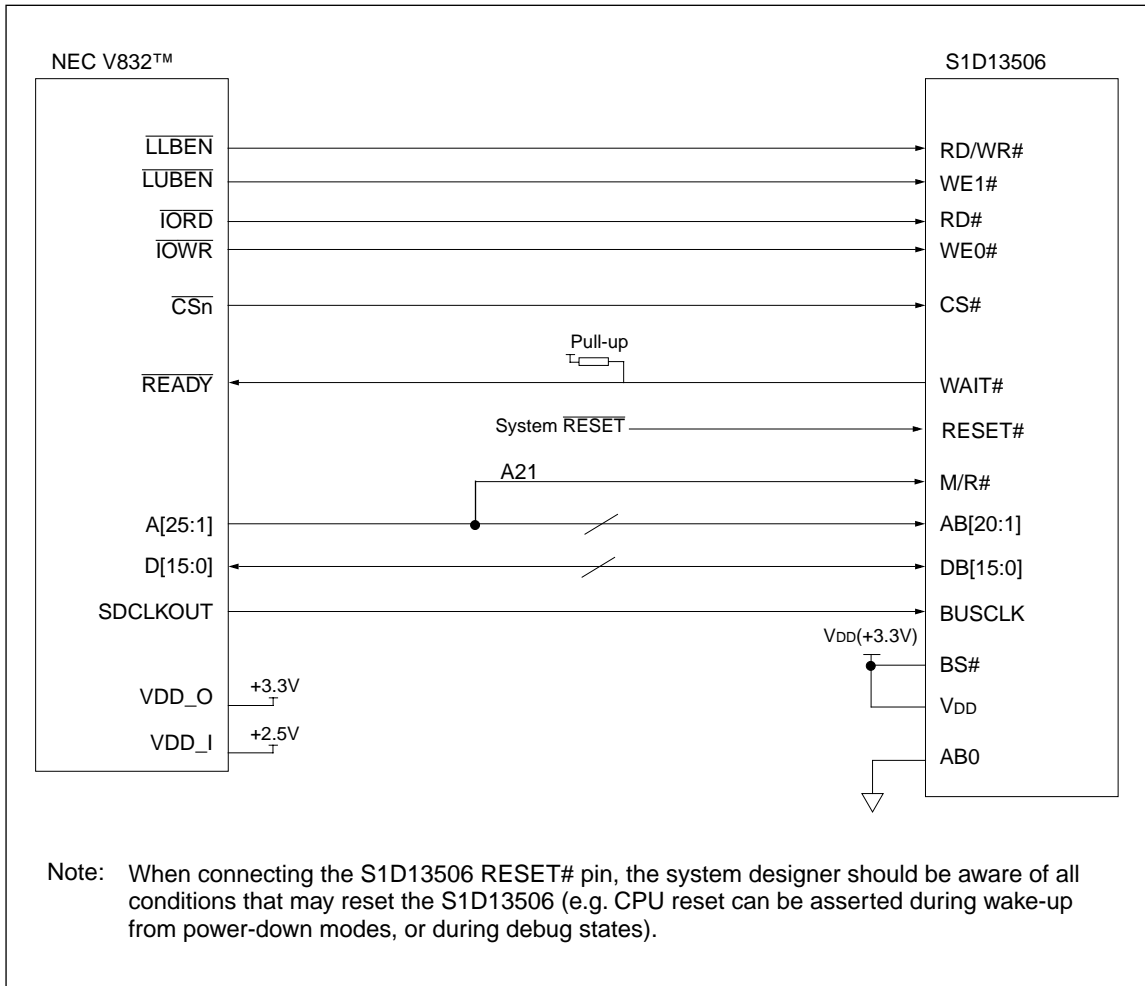 NEC V832™ S1D13506
LLBEN RD/WR#
LUBEN WE1#
IORD RD#
IOWR WE0#
CSn CS#
Pull-up
READY WAIT#
System RESET RESET#
A21 M/R#
A[25:1] AB[20:1]
D[15:0] DB[15:0]
SDCLKOUT BUSCLK
VDD(+3.3V)
BS#
VDD_O +3.3V VDD
VDD_I +2.5V
AB0
Note: When connecting the S1D13506 RESET# pin, the system designer should be aware of all
conditions that may reset the S1D13506 (e.g. CPU reset can be asserted during wake-up
from power-down modes, or during debug states).